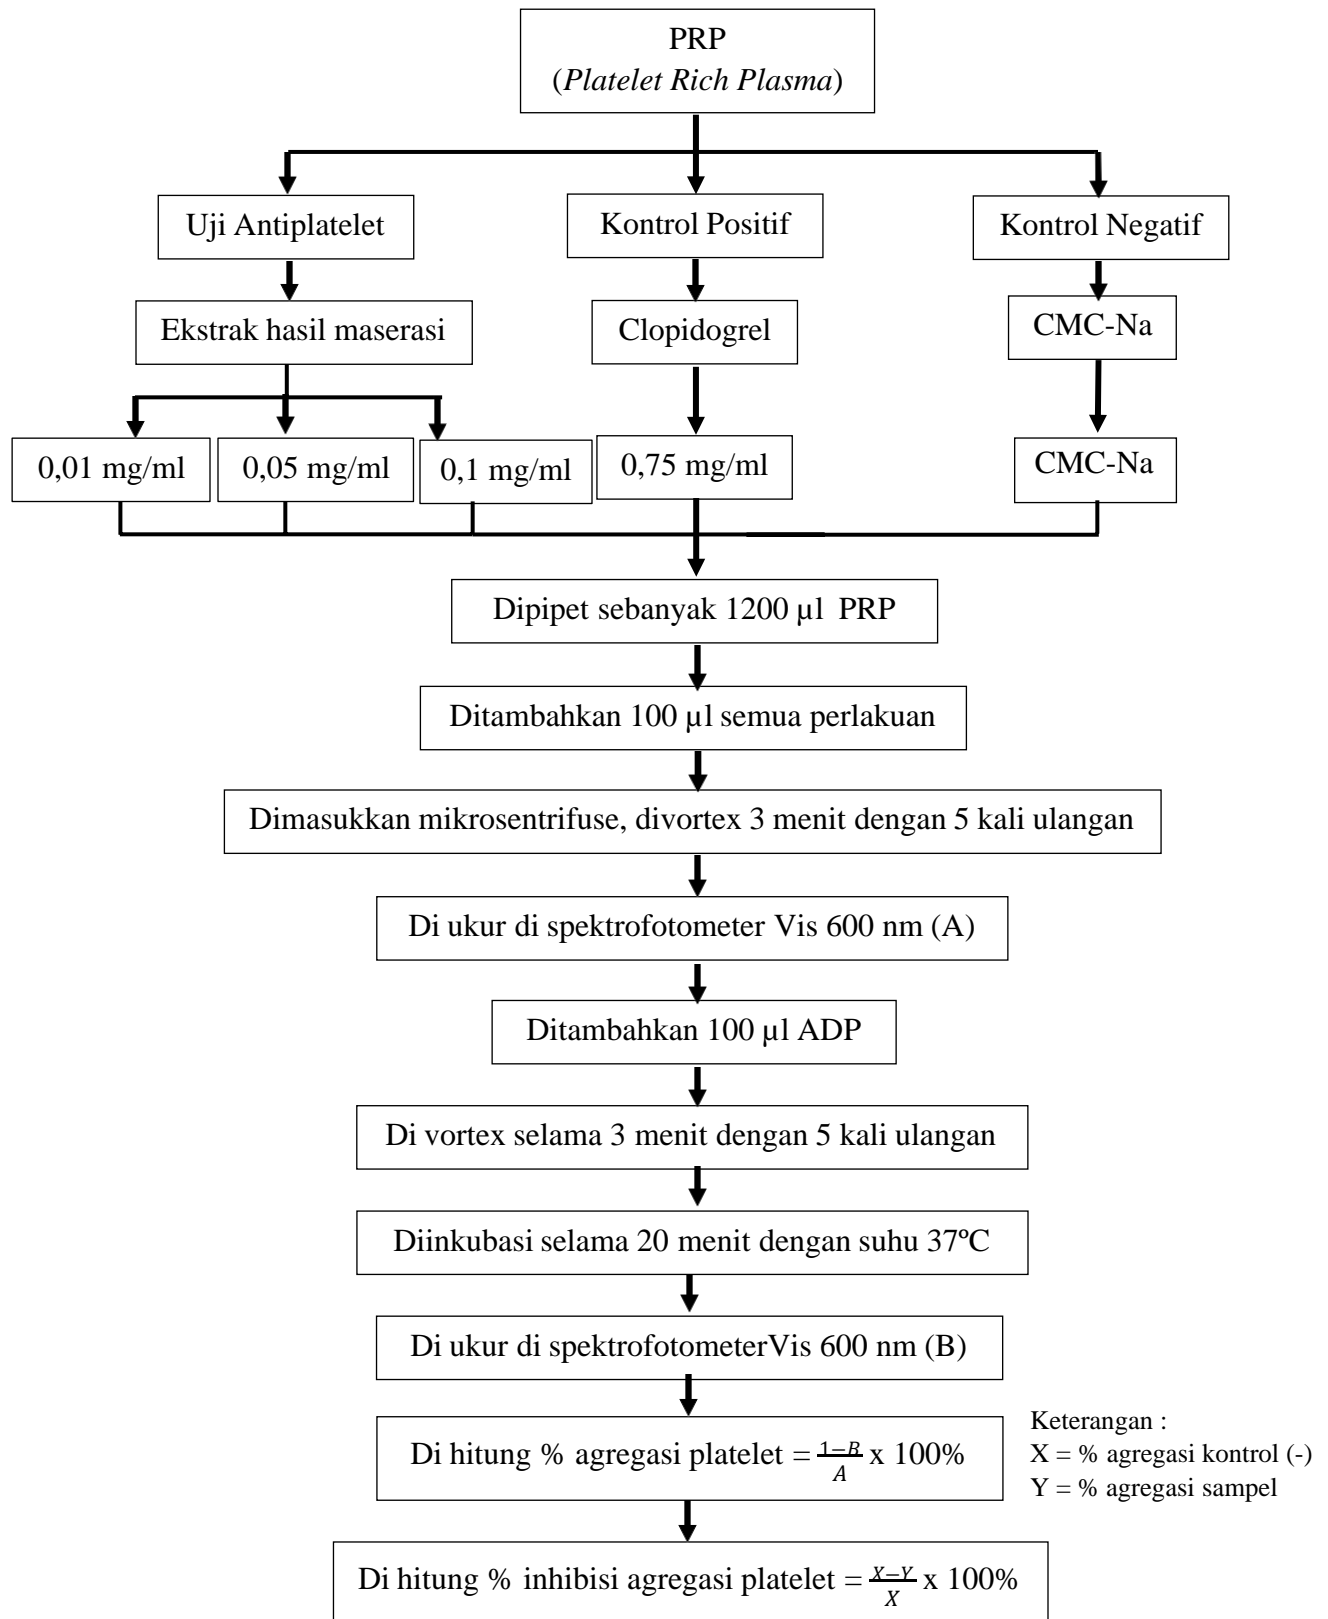 PRP
(Platelet Rich Plasma)
Uji Antiplatelet
Kontrol Positif
Kontrol Negatif
Ekstrak hasil maserasi
Clopidogrel
CMC-Na
0,01 mg/ml
0,05 mg/ml
0,1 mg/ml
0,75 mg/ml
CMC-Na
Dipipet sebanyak 1200 µl PRP
Ditambahkan 100 µl semua perlakuan
Dimasukkan mikrosentrifuse, divortex 3 menit dengan 5 kali ulangan
Di ukur di spektrofotometer Vis 600 nm (A)
Ditambahkan 100 µl ADP
Di vortex selama 3 menit dengan 5 kali ulangan
Diinkubasi selama 20 menit dengan suhu 37ºC
Di ukur di spektrofotometerVis 600 nm (B)
Di hitung % agregasi platelet = \frac{1-B}{A} x 100%
Keterangan :
X = % agregasi kontrol (-)
Y = % agregasi sampel
Di hitung % inhibisi agregasi platelet = \frac{X-Y}{X} x 100%